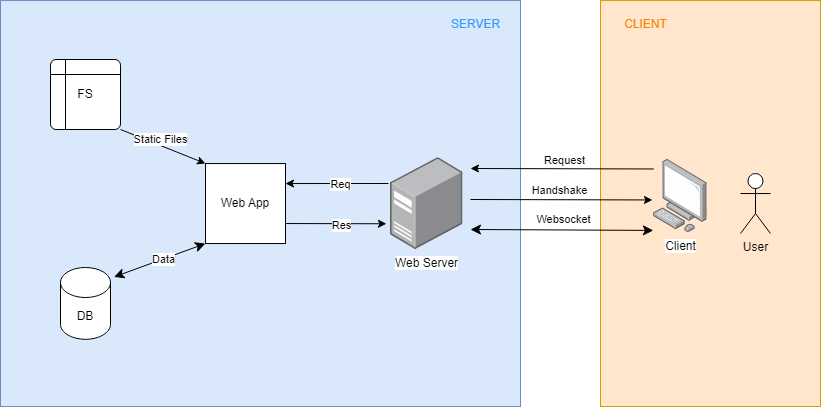 SERVER
CLIENT
FS
Static Files
Request
Req
Handshake
Web App
Websocket
Res
Client
User
Data
Web Server
DB